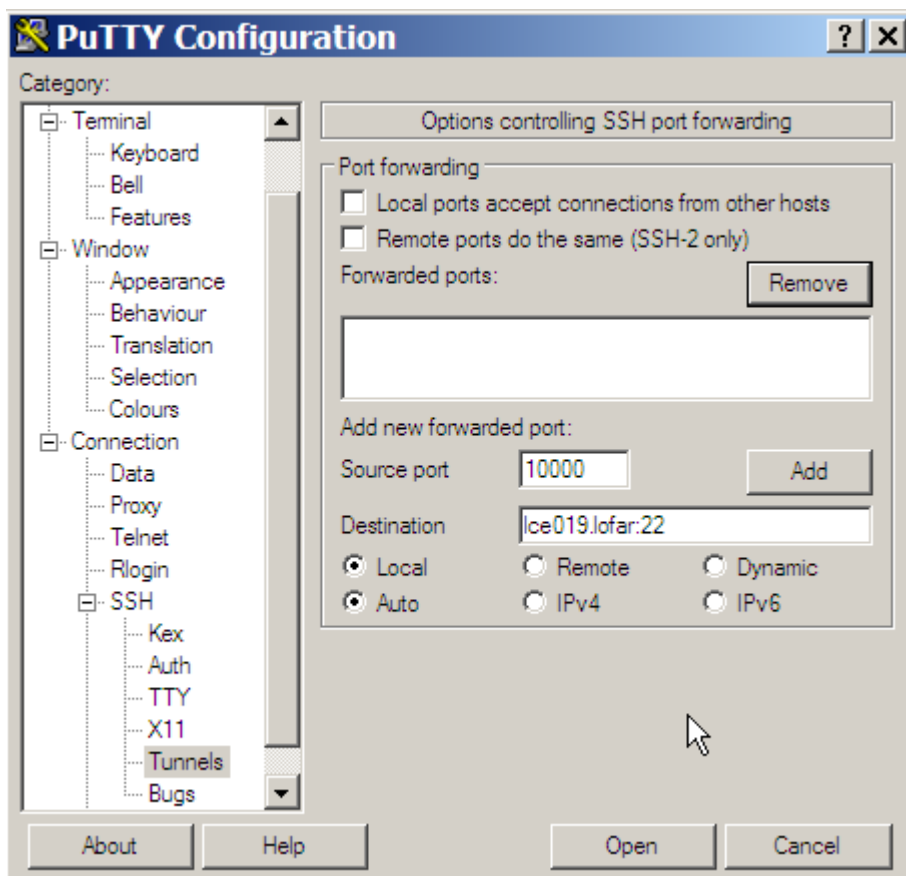 PuTTY Configuration
? X
Category:
Terminal
Keyboard
Bell
Features
Window
Appearance
Behaviour
Translation
Selection
Colours
Connection
Data
Proxy
Telnet
Rlogin
SSH
Kex
Auth
TTY
X11
Tunnels
Bugs
Options controlling SSH port forwarding
Port forwarding
Local ports accept connections from other hosts
Remote ports do the same (SSH-2 only)
Forwarded ports:
Remove
Add new forwarded port:
Source port 10000 Add
Destination lce019.lofar:22
Local Remote Dynamic
Auto IPv4 IPv6
About Help Open Cancel